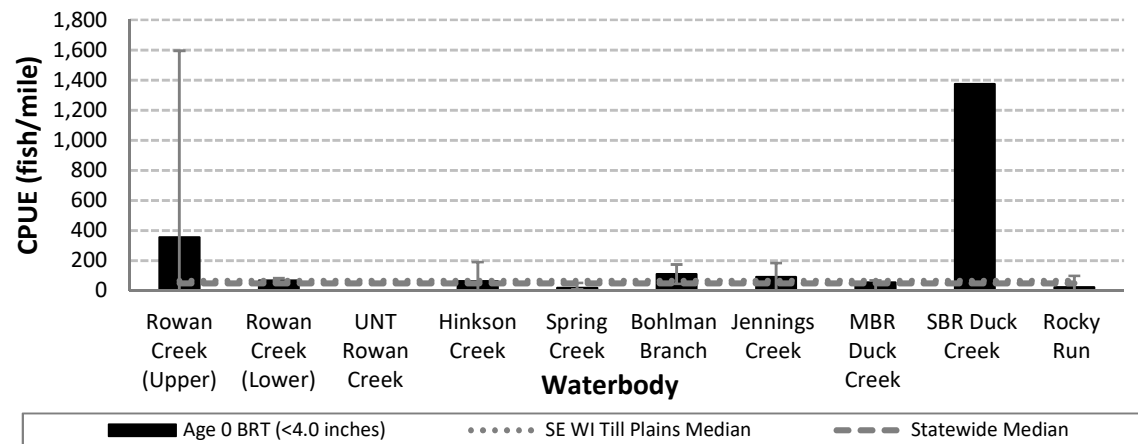 1,800
1,600
1,400
1,200
1,000
800
600
400
200
0
CPUE (fish/mile)
Rowan Creek (Upper)
Rowan Creek (Lower)
UNT Rowan Creek
Hinkson Creek
Spring Creek
Bohlman Branch
Jennings Creek
MBR Duck Creek
SBR Duck Creek
Rocky Run
Waterbody
Age 0 BRT (<4.0 inches)
SE WI Till Plains Median
Statewide Median